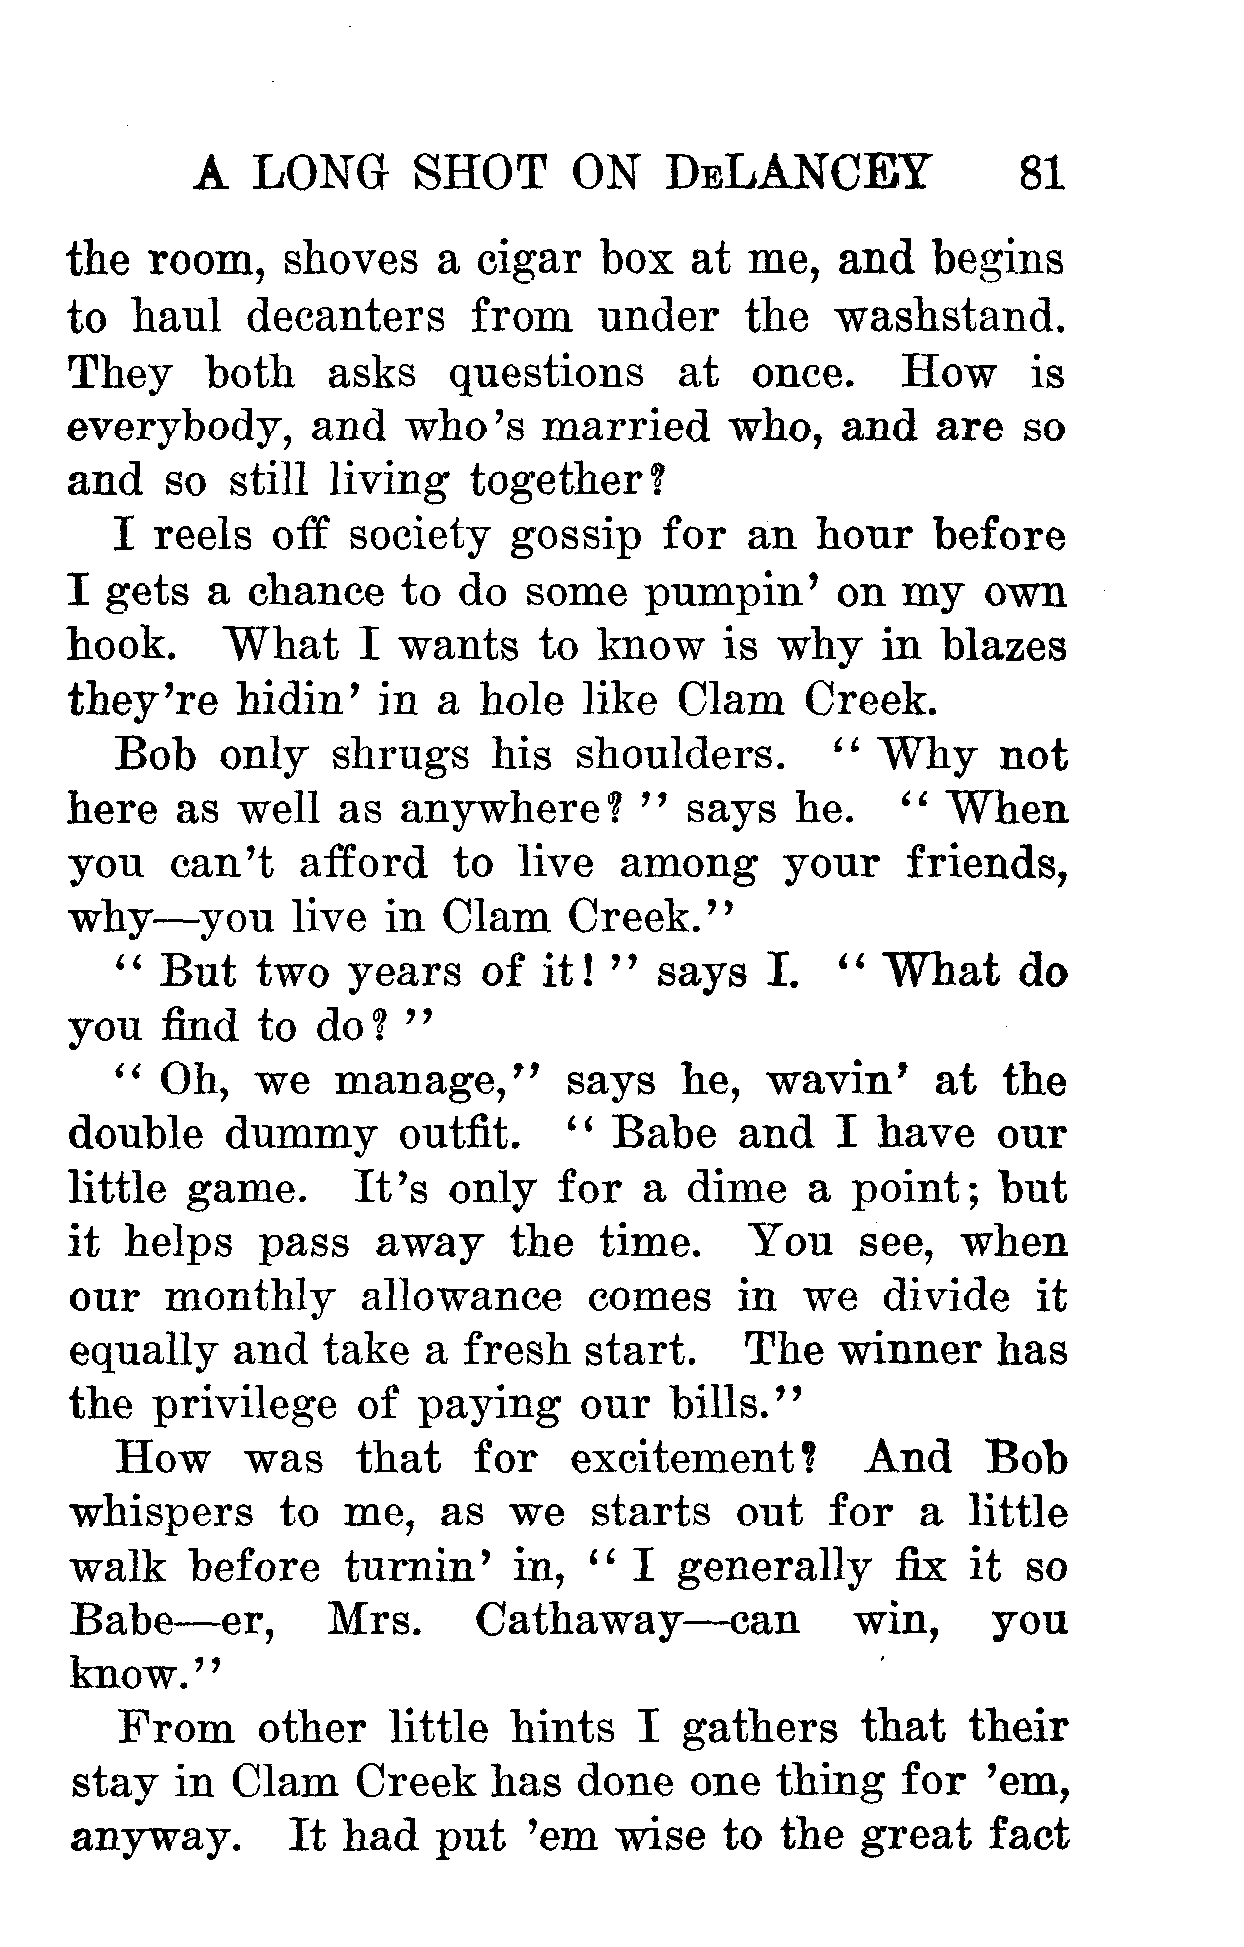 A LONG SHOT ON DeLANCEY 81
the room, shoves a cigar box at me, and begins
to haul decanters from under the washstand.
They both asks questions at once. How is
everybody, and who's married who, and are so
and so still living together?
I reels off society gossip for an hour before
I gets a chance to do some pumpin' on my own
hook. What I wants to know is why in blazes
they're hidin' in a hole like Clam Creek.
Bob only shrugs his shoulders. "Why not
here as well as anywhere?" says he. "When
you can't afford to live among your friends,
why—you live in Clam Creek."
"But two years of it!" says I. "What do
you find to do?"
"Oh, we manage," says he, wavin' at the
double dummy outfit. "Babe and I have our
little game. It's only for a dime a point; but
it helps pass away the time. You see, when
our monthly allowance comes in we divide it
equally and take a fresh start. The winner has
the privilege of paying our bills."
How was that for excitement? And Bob
whispers to me, as we starts out for a little
walk before turnin' in, "I generally fix it so
Babe—er, Mrs. Cathaway—can win, you
know."
From other little hints I gathers that their
stay in Clam Creek has done one thing for 'em,
anyway. It had put 'em wise to the great fact